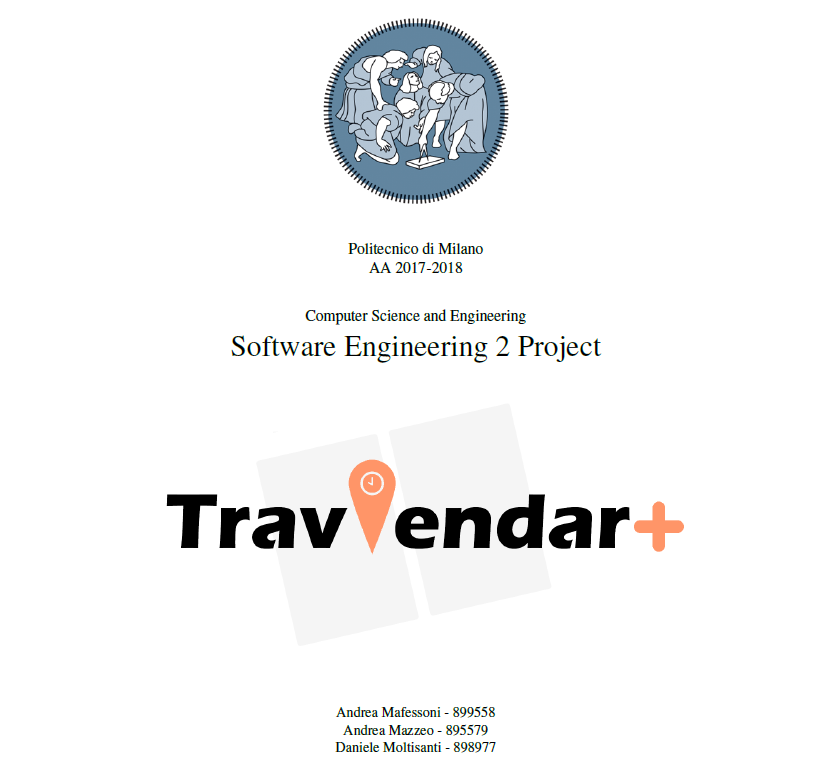 Politecnico di Milano
AA 2017-2018
Computer Science and Engineering
Software Engineering 2 Project
Travlendar+
Andrea Mafessoni - 899558
Andrea Mazzeo - 895579
Daniele Moltisanti - 898977